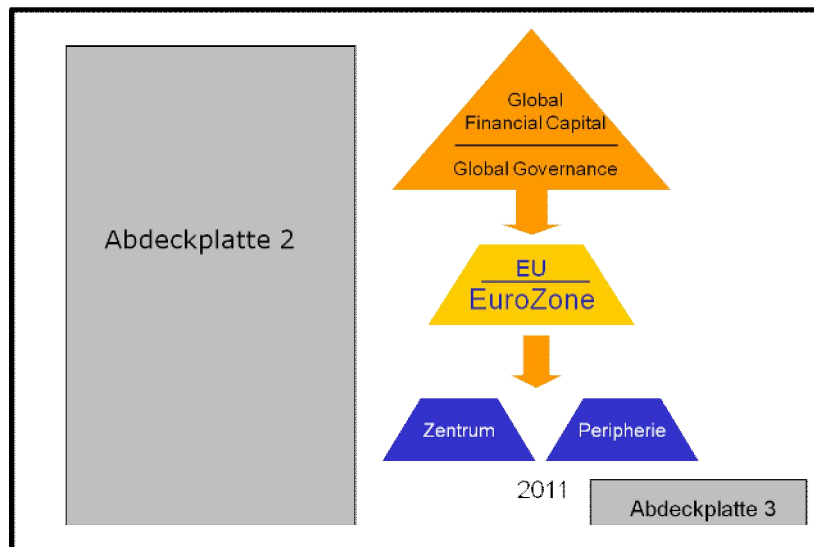 Abdeckplatte 2
Global
Financial Capital
Global Governance
EU
EuroZone
Zentrum
Peripherie
2011
Abdeckplatte 3